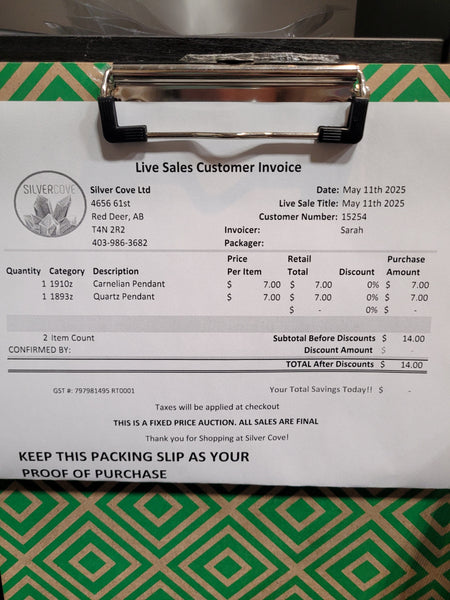 Live Sales Customer Invoice
SILVERCOVE
Silver Cove Ltd
4656 61st
Red Deer, AB
T4N 2R2
403-986-3682
Date: May 11th 2025
Live Sale Title: May 11th 2025
Customer Number: 15254
Invoicer: Sarah
Packager:
Quantity Category Description Price Per Item Retail Total Discount Purchase Amount
1 1910z Carnelian Pendant $ 7.00 $ 7.00 0% $ 7.00
1 1893z Quartz Pendant $ 7.00 $ 7.00 0% $ 7.00
$ - 0% $ -
2 Item Count Subtotal Before Discounts $ 14.00
CONFIRMED BY: Discount Amount $ -
TOTAL After Discounts $ 14.00
GST #: 797981495 RT0001 Your Total Savings Today!! $ -
Taxes will be applied at checkout
THIS IS A FIXED PRICE AUCTION. ALL SALES ARE FINAL
Thank you for Shopping at Silver Cove!
KEEP THIS PACKING SLIP AS YOUR
PROOF OF PURCHASE